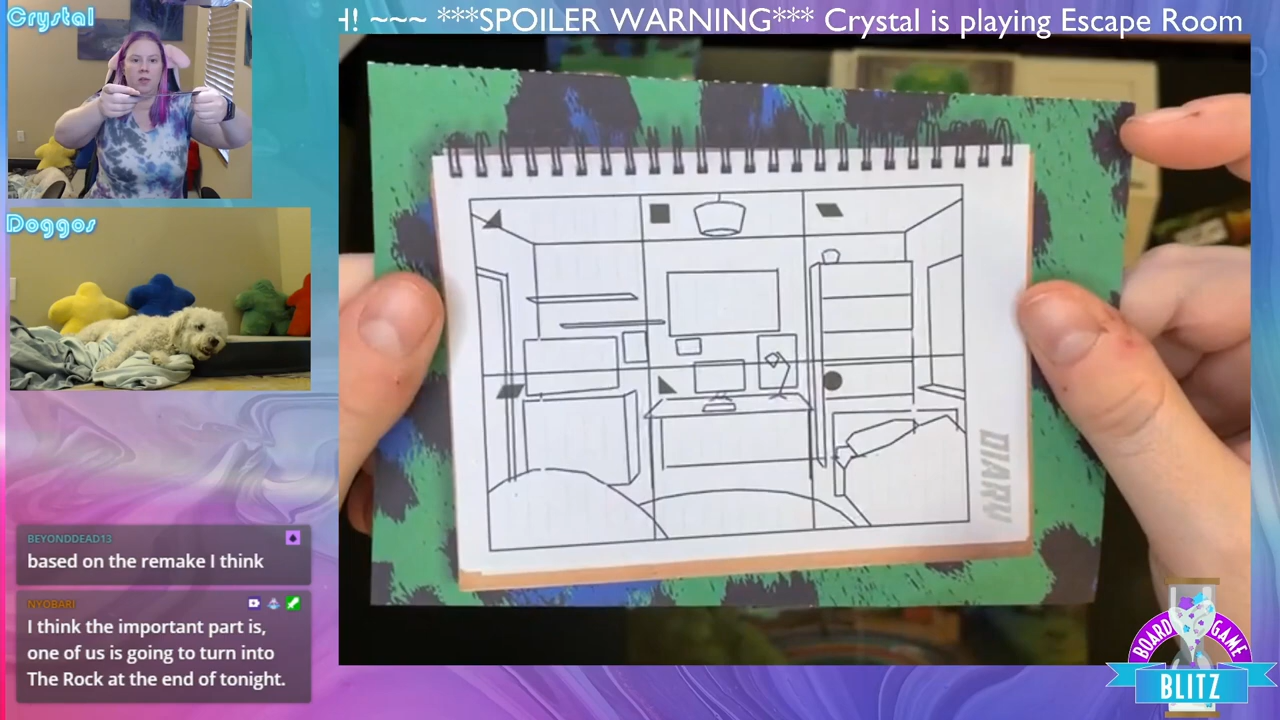 Crystal
H! ~~~ ***SPOILER WARNING*** Crystal is playing Escape Room
Doggos
DIARY
BEYONDDEAD13
based on the remake I think
NYOBARI
I think the important part is,
one of us is going to turn into
The Rock at the end of tonight.
BOARD GAME
BLITZ